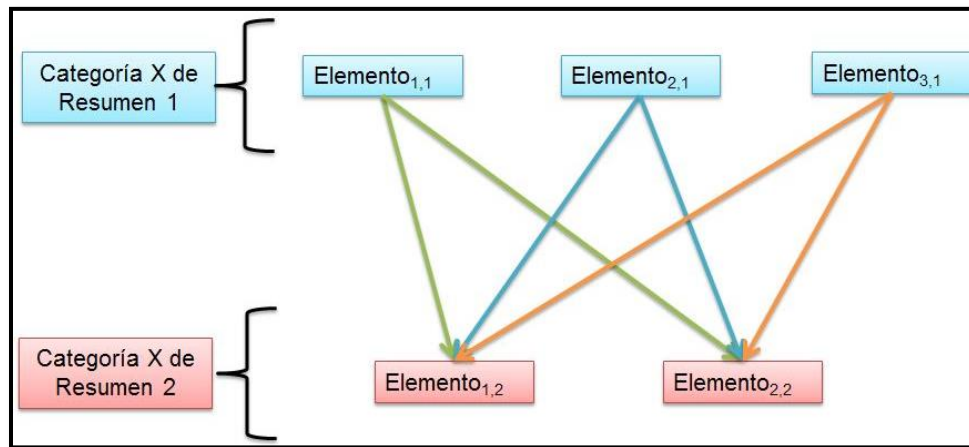 Categoría X de
Resumen 1
Elemento1,1
Elemento2,1
Elemento3,1
Categoría X de
Resumen 2
Elemento1,2
Elemento2,2